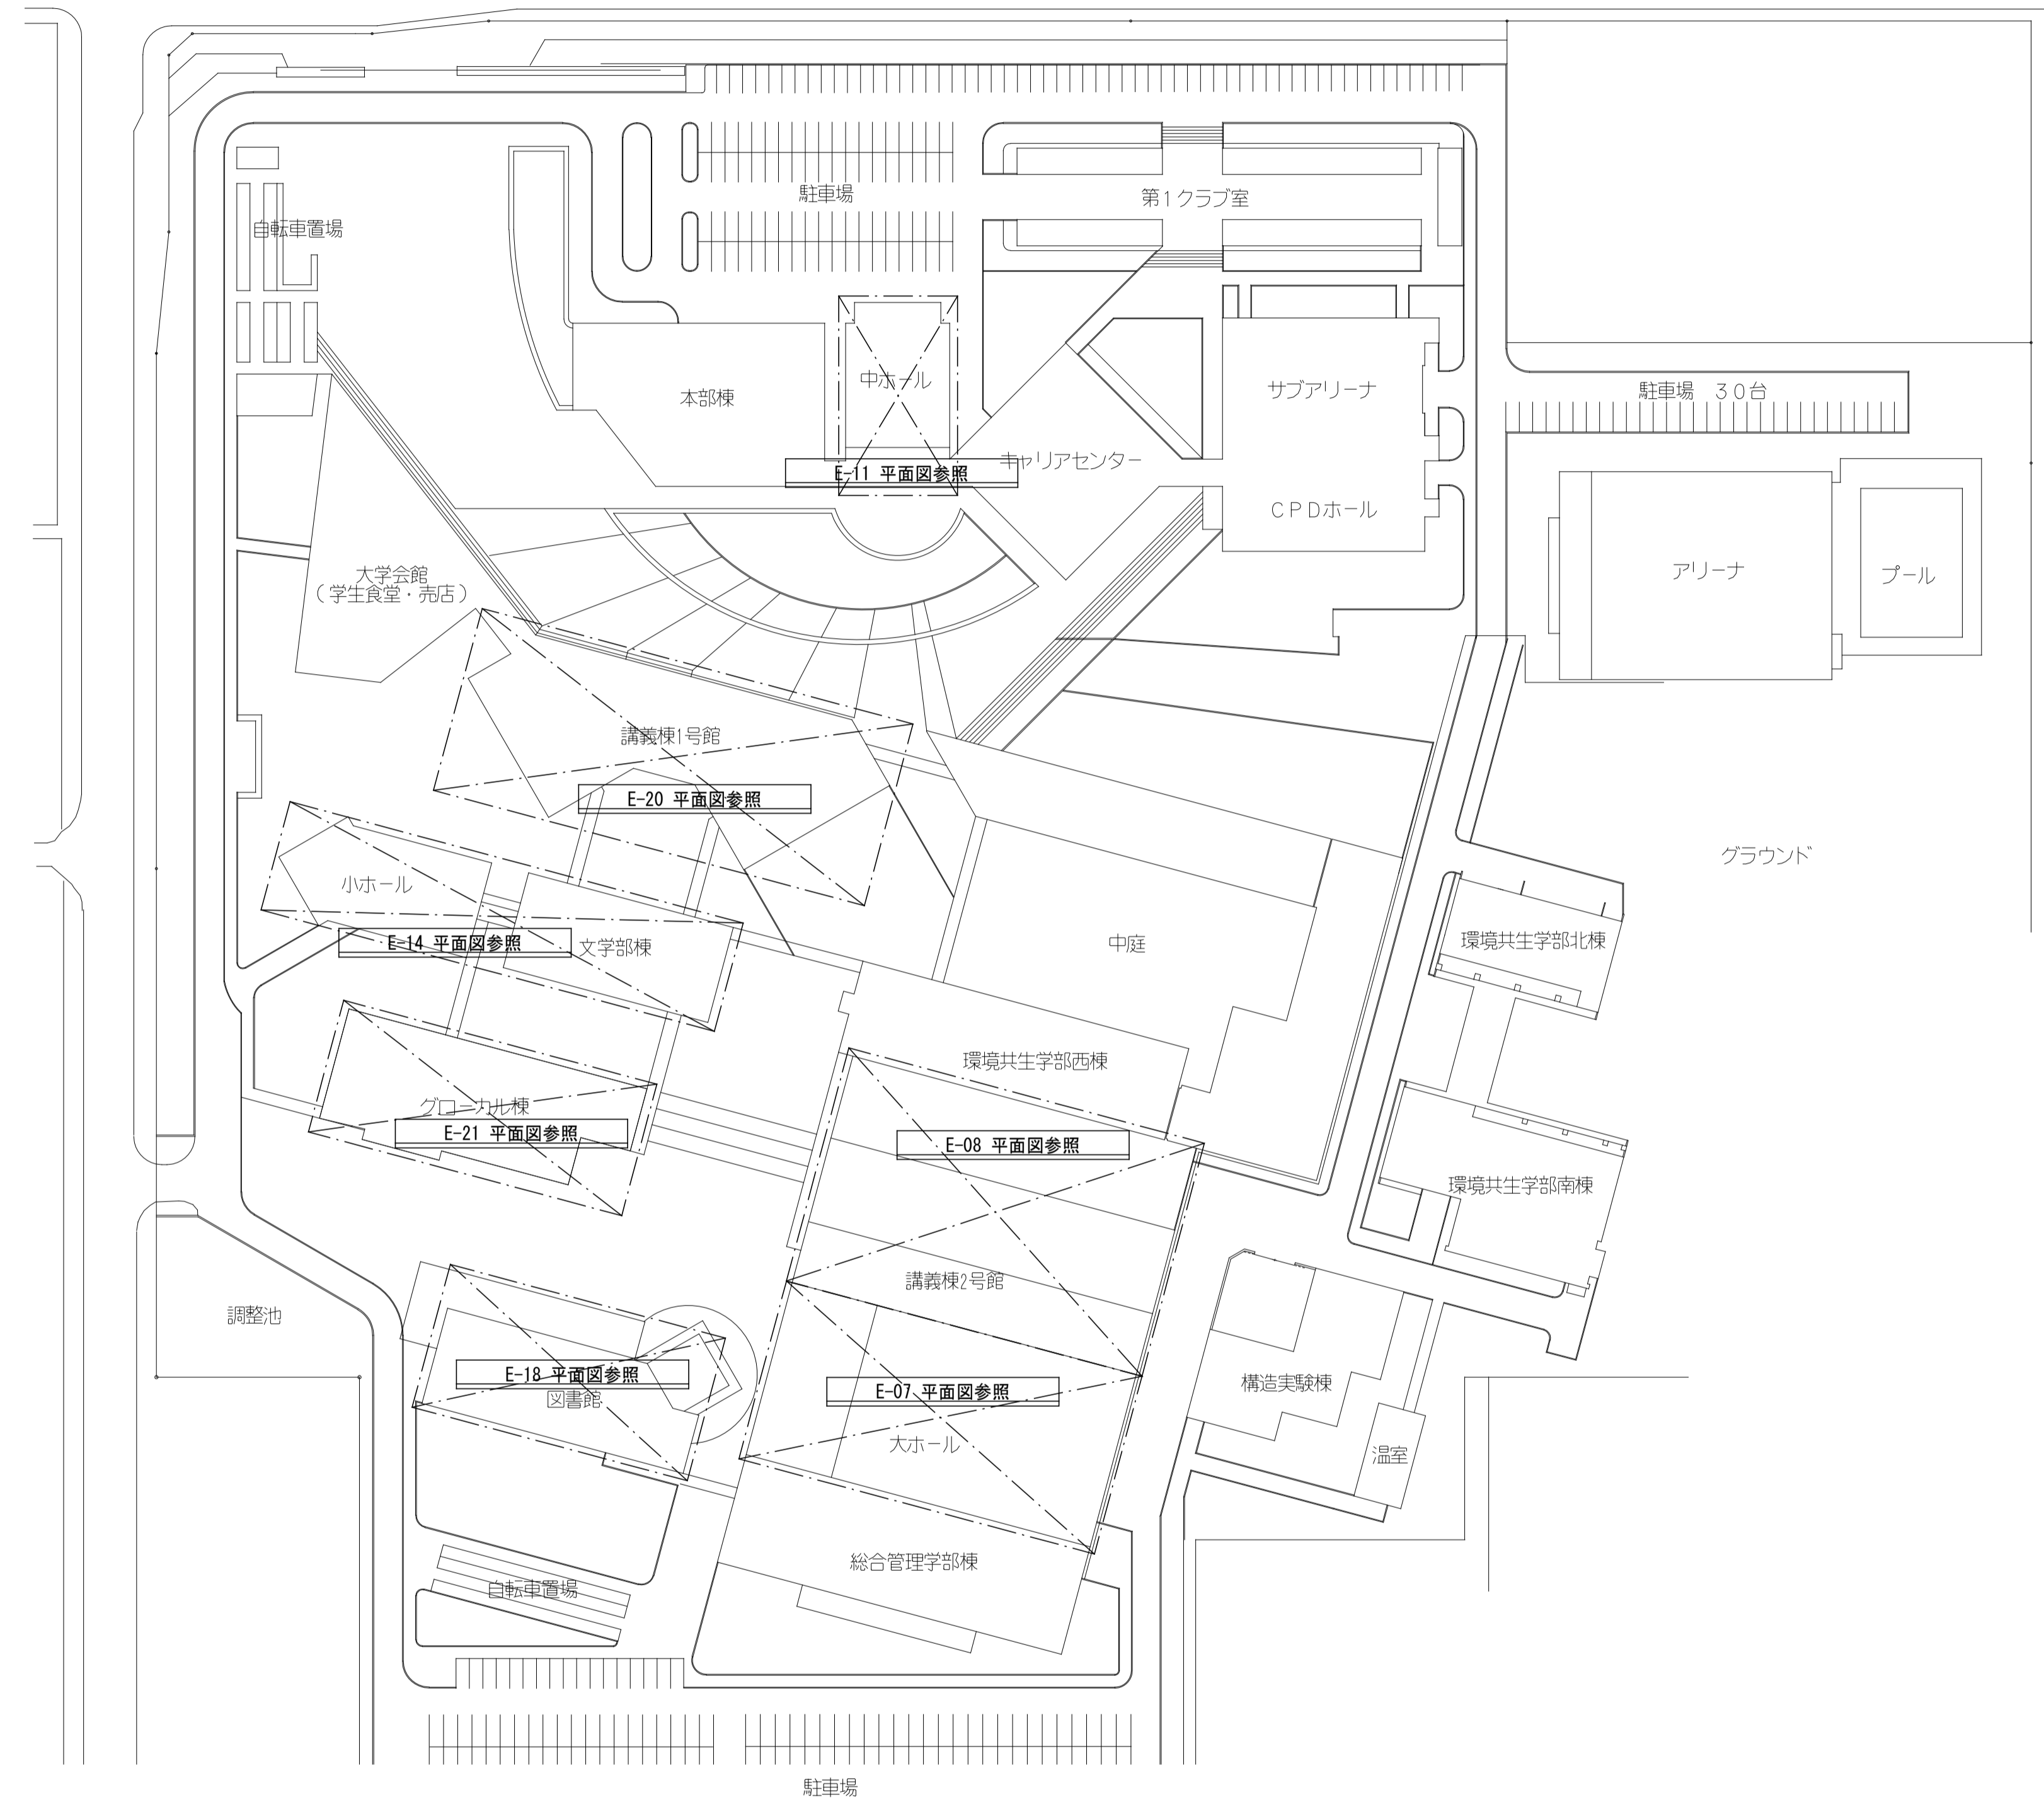 駐車場
第1クラブ室
自転車置場
中ホール
本部棟
サブアリーナ
駐車場 30台
キャリアセンター
E-11 平面図参照
CPDホール
大学会館
(学生食堂・売店)
アリーナ
プール
講義棟1号館
E-20 平面図参照
グラウンド
小ホール
E-14 平面図参照
文学部棟
中庭
環境共生学部北棟
環境共生学部西棟
グローカル棟
E-21 平面図参照
E-08 平面図参照
環境共生学部南棟
講義棟2号館
調整池
E-18 平面図参照
図書館
E-07 平面図参照
構造実験棟
大ホール
温室
総合管理学部棟
自転車置場
駐車場